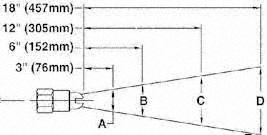 18" (457mm)
12" (305mm)
6" (152mm)
3" (76mm)
A
B
C
D